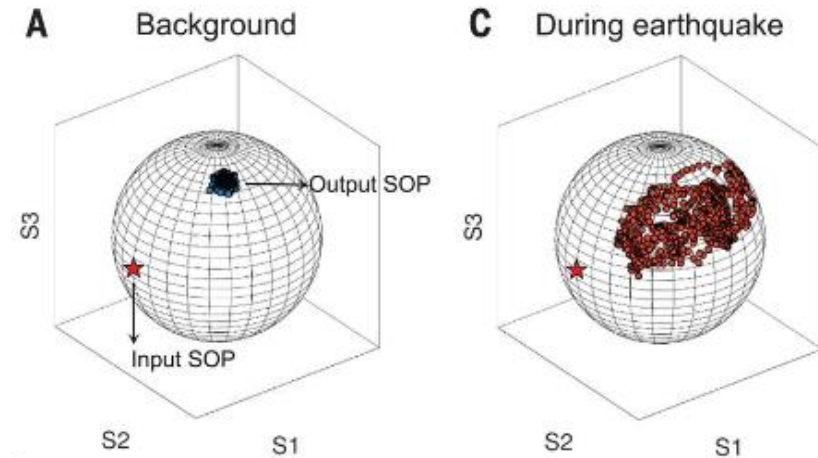 A Background
C During earthquake
Output SOP
S3
S3
Input SOP
S2
S1
S2
S1